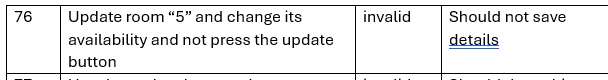 76 Update room “5” and change its invalid Should not save
availability and not press the update details
button